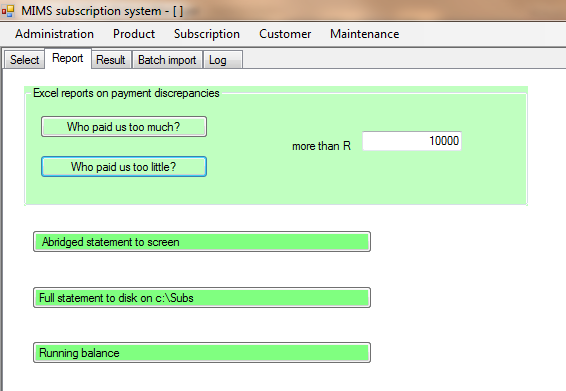 MIMS subscription system - [ ]
Administration Product Subscription Customer Maintenance
Select Report Result Batch import Log
Excel reports on payment discrepancies
Who paid us too much?
more than R 10000
Who paid us too little?
Abridged statement to screen
Full statement to disk on c:\Subs
Running balance